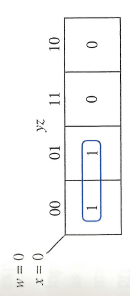 yz
w = 0
x = 0
00 01 11 10
1 1 0 0